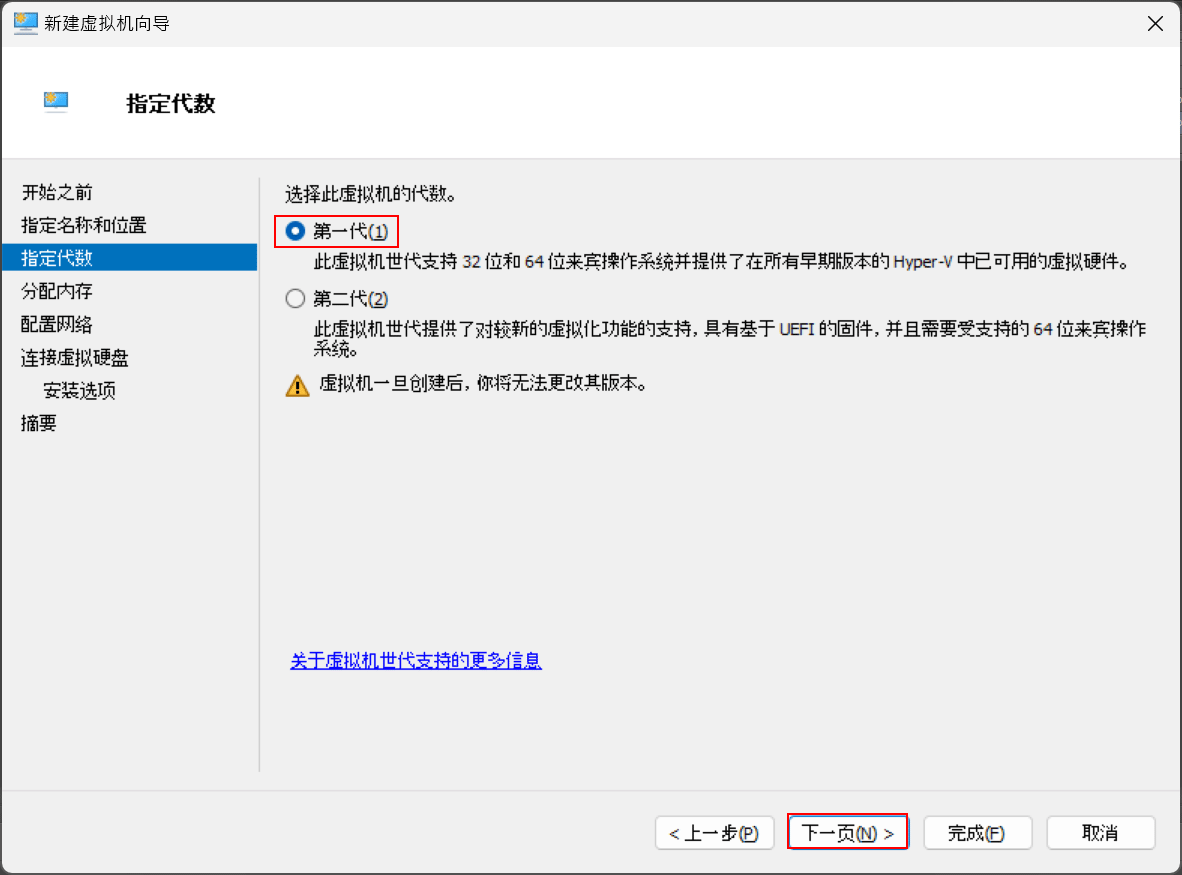 新建虚拟机向导
指定代数
开始之前
指定名称和位置
指定代数
分配内存
配置网络
连接虚拟硬盘
安装选项
摘要
选择此虚拟机的代数。
第一代(1)
此虚拟机世代支持 32 位和 64 位来宾操作系统并提供了在所有早期版本的 Hyper-V 中已可用的虚拟硬件。
第二代(2)
此虚拟机世代提供了对较新的虚拟化功能的支持，具有基于 UEFI 的固件，并且需要受支持的 64 位来宾操作
系统。
虚拟机一旦创建后，你将无法更改其版本。
关于虚拟机世代支持的更多信息
< 上一步(P)
下一页(N) >
完成(F)
取消